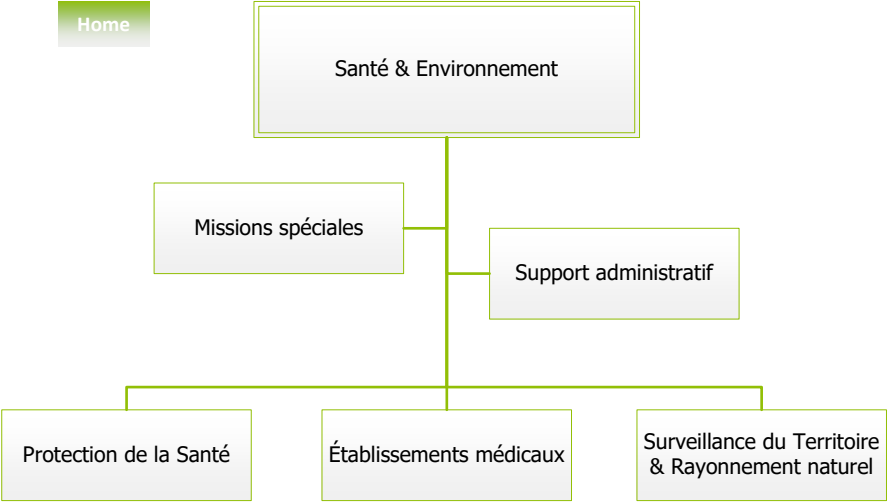 Home
Santé & Environnement
Missions spéciales
Support administratif
Protection de la Santé
Établissements médicaux
Surveillance du Territoire
& Rayonnement naturel